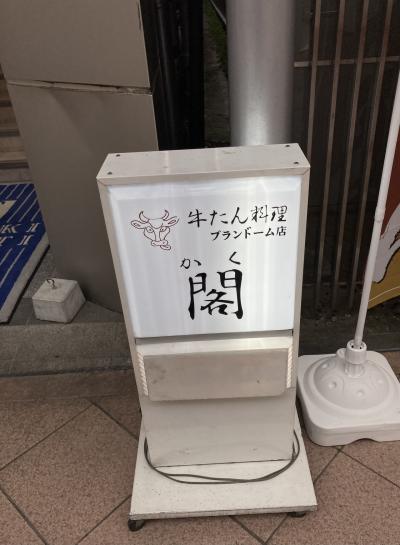 牛たん料理
ブランドーム店
かく
閣